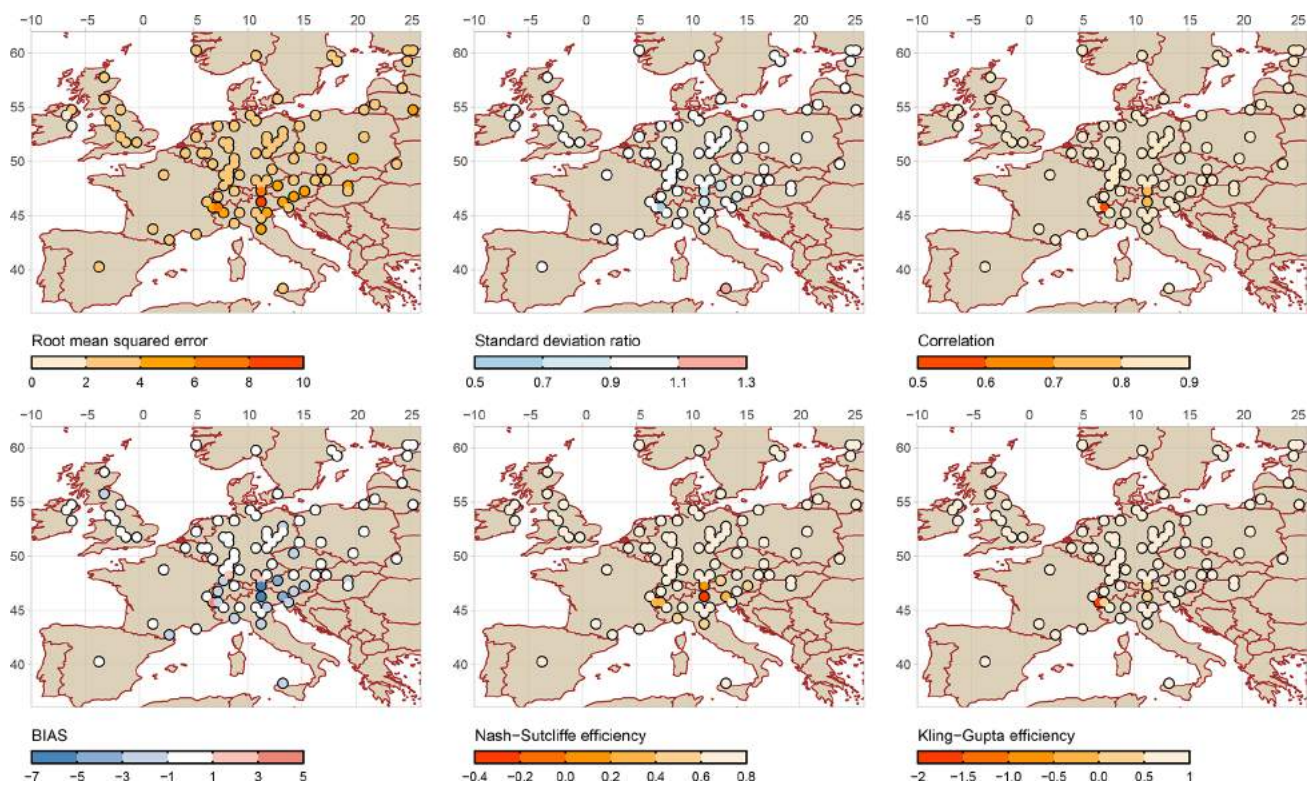 −10 −5 0 5 10 15 20 25 −10 −5 0 5 10 15 20 25 −10 −5 0 5 10 15 20 25
60 60 60
55 55 55
50 50 50
45 45 45
40 40 40
Root mean squared error Standard deviation ratio Correlation
0 2 4 6 8 10 0.5 0.7 0.9 1.1 1.3 0.5 0.6 0.7 0.8 0.9
−10 −5 0 5 10 15 20 25 −10 −5 0 5 10 15 20 25 −10 −5 0 5 10 15 20 25
60 60 60
55 55 55
50 50 50
45 45 45
40 40 40
BIAS Nash−Sutcliffe efficiency Kling−Gupta efficiency
−7 −5 −3 −1 1 3 5 −0.4 −0.2 0.0 0.2 0.4 0.6 0.8 −2 −1.5 −1.0 −0.5 0.0 1